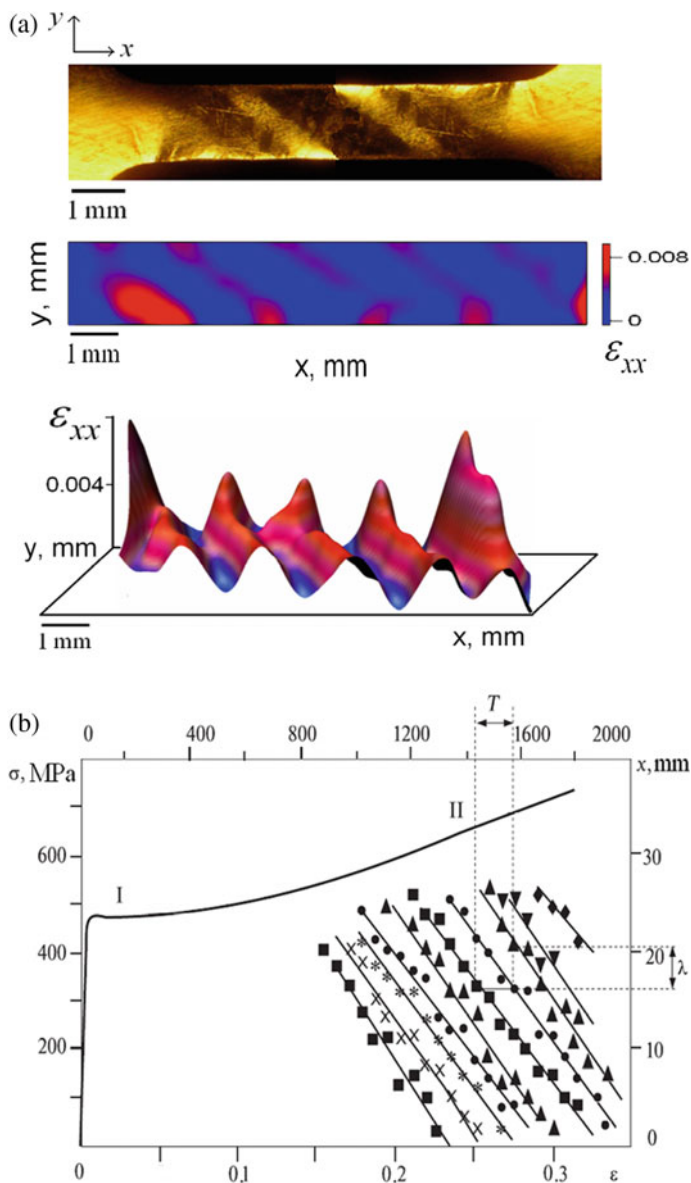 (a)
y
x
1 mm
y, mm
0.008
0
1 mm
x, mm
εxx
εxx
0.004
y, mm
1 mm
x, mm
(b)
T
0 400 800 1200 1600 2000
σ, MPa
x, mm
II
600
30
I
400
20
λ
200
10
0
0 0.1 0.2 0.3 ε